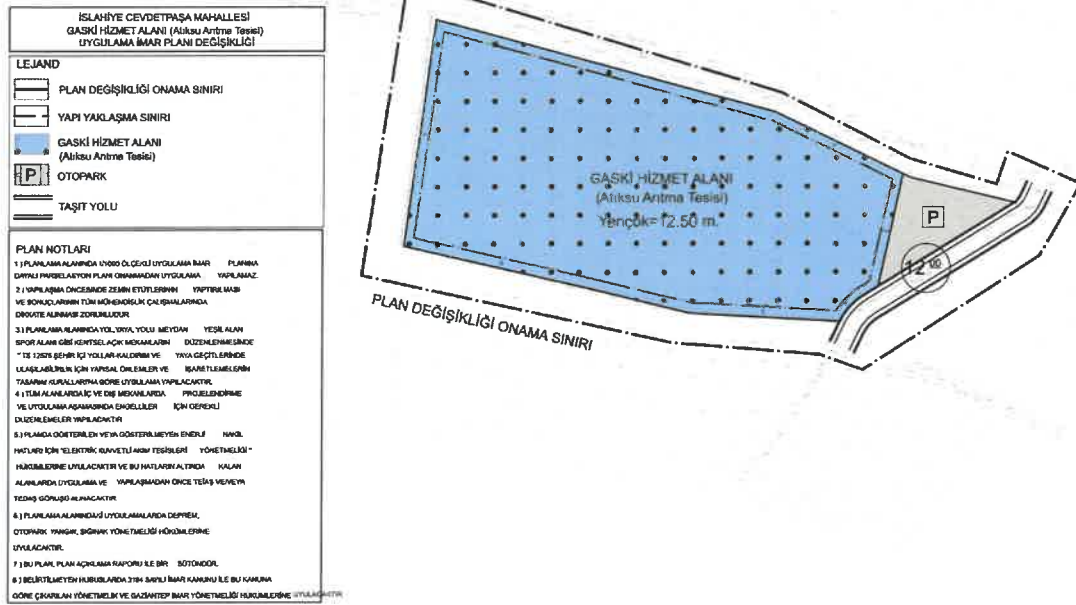 İSLAHİYE CEVDETPAŞA MAHALLESİ
GASKİ HİZMET ALANI (Atıksu Arıtma Tesisi)
UYGULAMA İMAR PLANI DEĞİŞİKLİĞİ
LEJAND
PLAN DEĞİŞİKLİĞİ ONAMA SINIRI
YAPI YAKLAŞMA SINIRI
GASKİ HİZMET ALANI
(Atıksu Arıtma Tesisi)
P OTOPARK
TAŞIT YOLU
PLAN NOTLARI
1 ) PLANLAMA ALANINDA 1/1000 ÖLÇEKLİ UYGULAMA İMAR PLANINA
DAYALI PARSELASYON PLANI ONANMADAN UYGULAMA YAPILAMAZ.
2 ) YAPILAŞMA ÖNCESİNDE ZEMİN ETÜTLERİNİN YAPTIRILMASI
VE SONUÇLARININ TÜM MÜHENDİSLİK ÇALIŞMALARINDA
DİKKATE ALINMASI ZORUNLUDUR
3 ) PLANLAMA ALANINDA YOL, YAYA YOLU MEYDAN YEŞİL ALAN
SPOR ALANI GİBİ KENTSEL AÇIK MEKANLARIN DÜZENLENMESİNDE
" TS 12576 ŞEHİR İÇİ YOLLAR-KALDIRIM VE YAYA GEÇİTLERİNDE
ULAŞILABİLİRLİK İÇİN YAPISAL ÖNLEMLER VE İŞARETLEMELERİN
TASARIM KURALLARI"NA GÖRE UYGULAMA YAPILACAKTIR.
4 ) TÜM ALANLARDA İÇ VE DIŞ MEKANLARDA PROJELENDİRME
VE UYGULAMA AŞAMASINDA ENGELLİLER İÇİN GEREKLİ
DÜZENLEMELER YAPILACAKTIR
5 ) PLANDA GÖSTERİLEN VEYA GÖSTERİLMEYEN ENERJİ NAKİL
HATLARI İÇİN "ELEKTRİK KUVVETLİ AKIM TESİSLERİ YÖNETMELİĞİ "
HÜKÜMLERİNE UYULACAKTIR VE BU HATLARIN ALTINDA KALAN
ALANLARDA UYGULAMA VE YAPILAŞMADAN ÖNCE TEİAŞ VE/VEYA
TEDAŞ GÖRÜŞÜ ALINACAKTIR
6 ) PLANLAMA ALANINDAKİ UYGULAMALARDA DEPREM,
OTOPARK YANGIN, SIĞINAK YÖNETMELİĞİ HÖKÜMLERİNE
UYULACAKTIR.
7 ) BU PLAN, PLAN AÇIKLAMA RAPORU İLE BİR BÜTÜNDÜR.
8 ) BELİRTİLMEYEN HUSUSLARDA 3194 SAYILI İMAR KANUNU İLE BU KANUNA
GÖRE ÇIKARILAN YÖNETMELİK VE GAZİANTEP İMAR YÖNETMELİĞİ HÜKÜMLERİNE UYULACAKTIR
GASKİ HİZMET ALANI
(Atıksu Arıtma Tesisi)
Yençok=12.50 m.
P
12.00
PLAN DEĞİŞİKLİĞİ ONAMA SINIRI